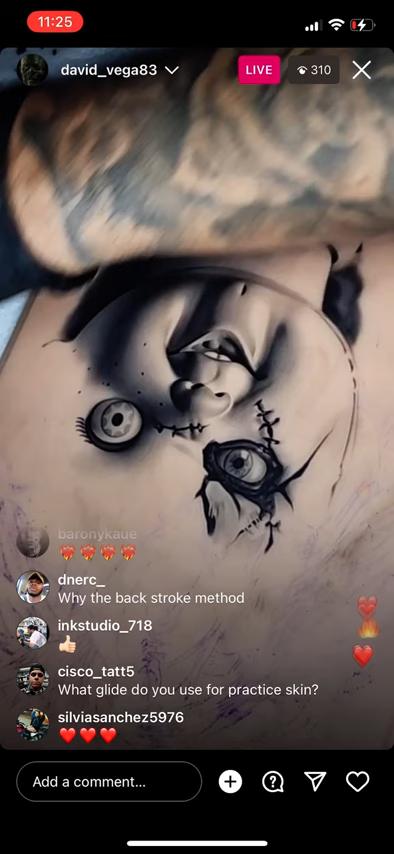 11:25
david_vega83
LIVE
310
baronykaue
dnerc_
Why the back stroke method
inkstudio_718
cisco_tatt5
What glide do you use for practice skin?
silviasanchez5976
Add a comment...